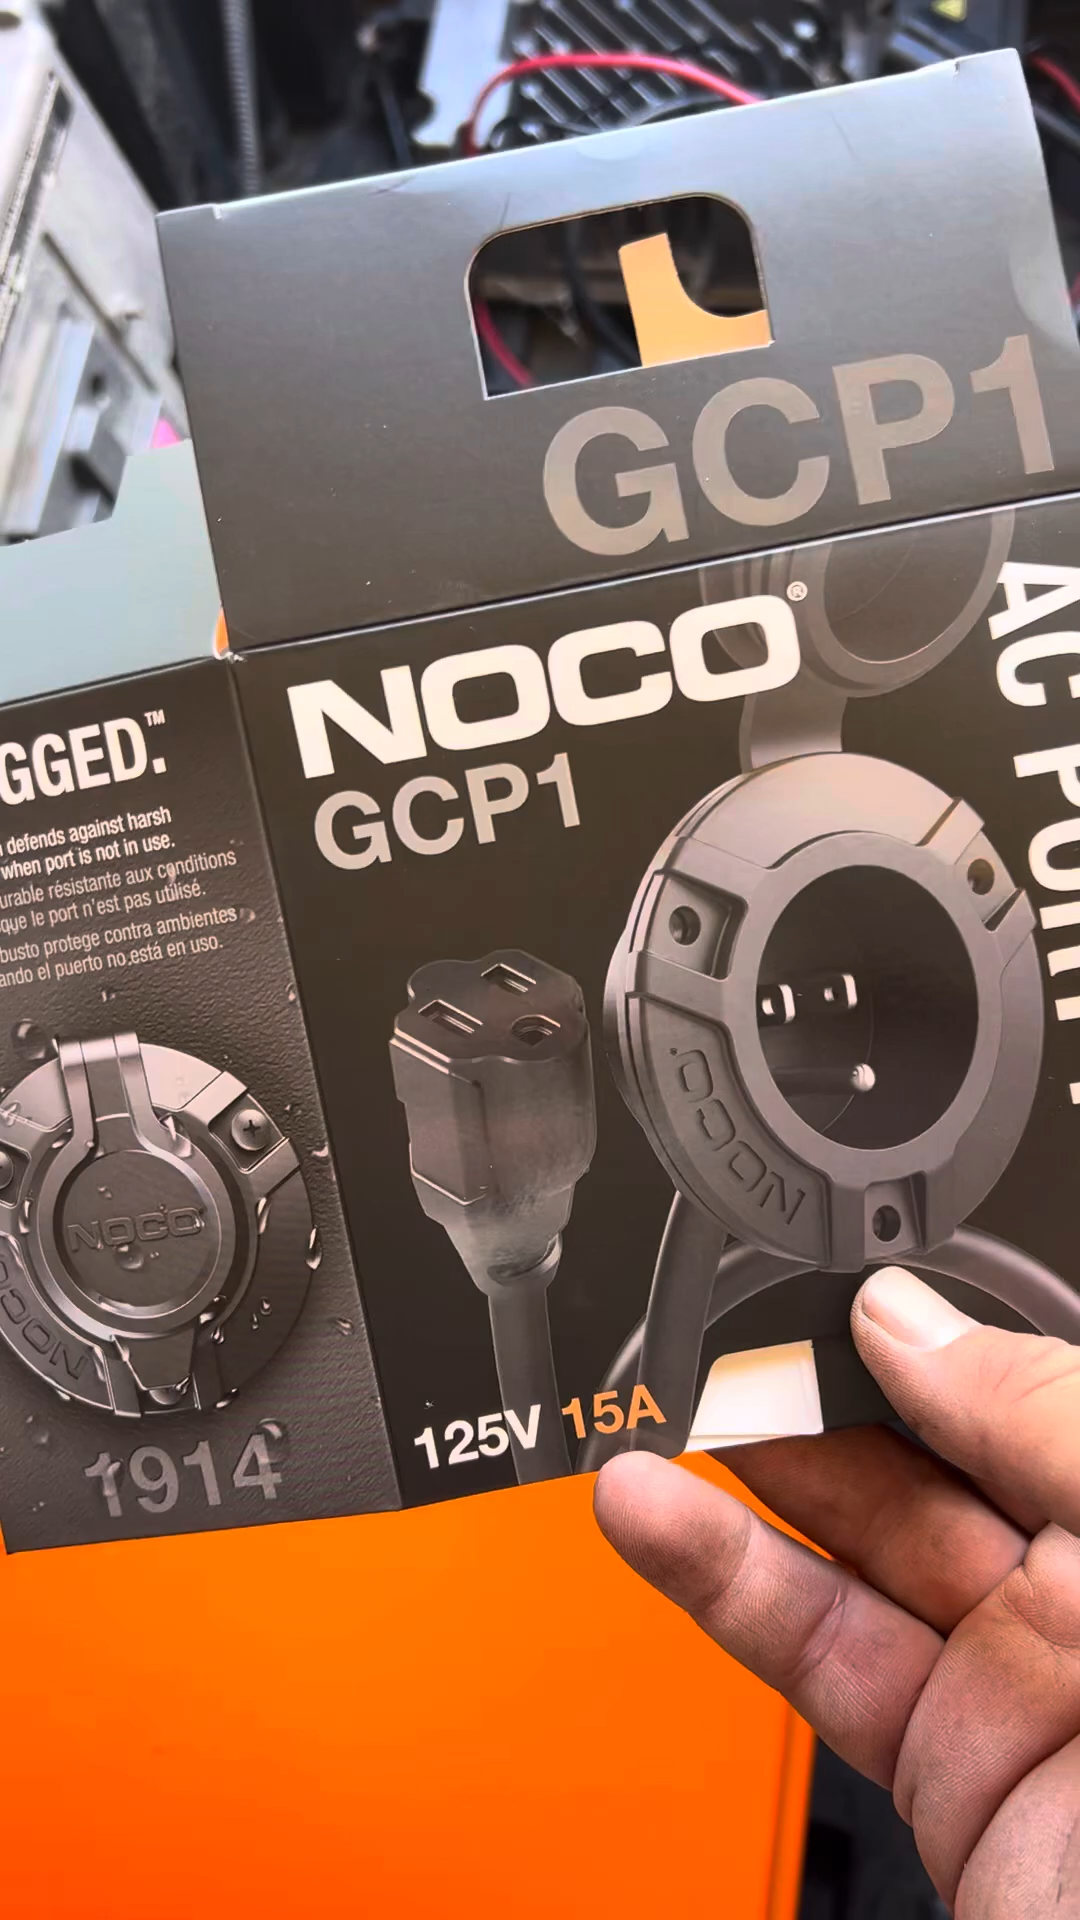 GCP1
NOCO®
GCP1
AC PORT
125V 15A
GGED.™
defends against harsh
when port is not in use.
urable résistante aux conditions
sque le port n'est pas utilisé.
busto protege contra ambientes
ando el puerto no está en uso.
NOCO
NOCO
NOCO
1914